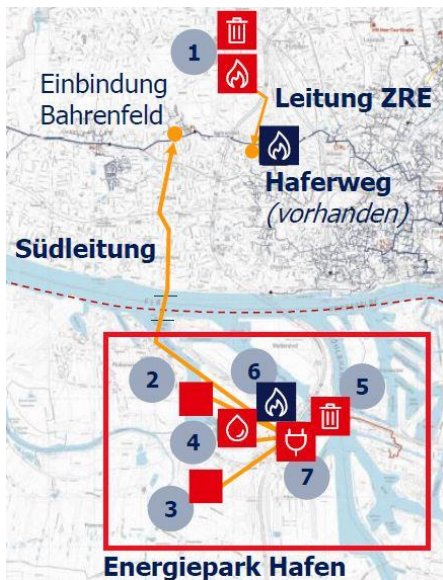 1
Einbindung
Bahrenfeld
Leitung ZRE
Haferweg
(vorhanden)
Südleitung
2
6
5
4
7
3
Energiepark Hafen